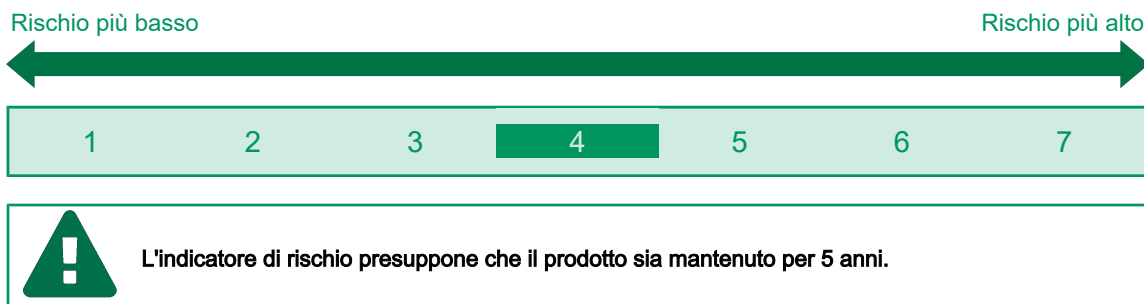 Rischio più basso Rischio più alto
1 2 3 4 5 6 7
L'indicatore di rischio presuppone che il prodotto sia mantenuto per 5 anni.